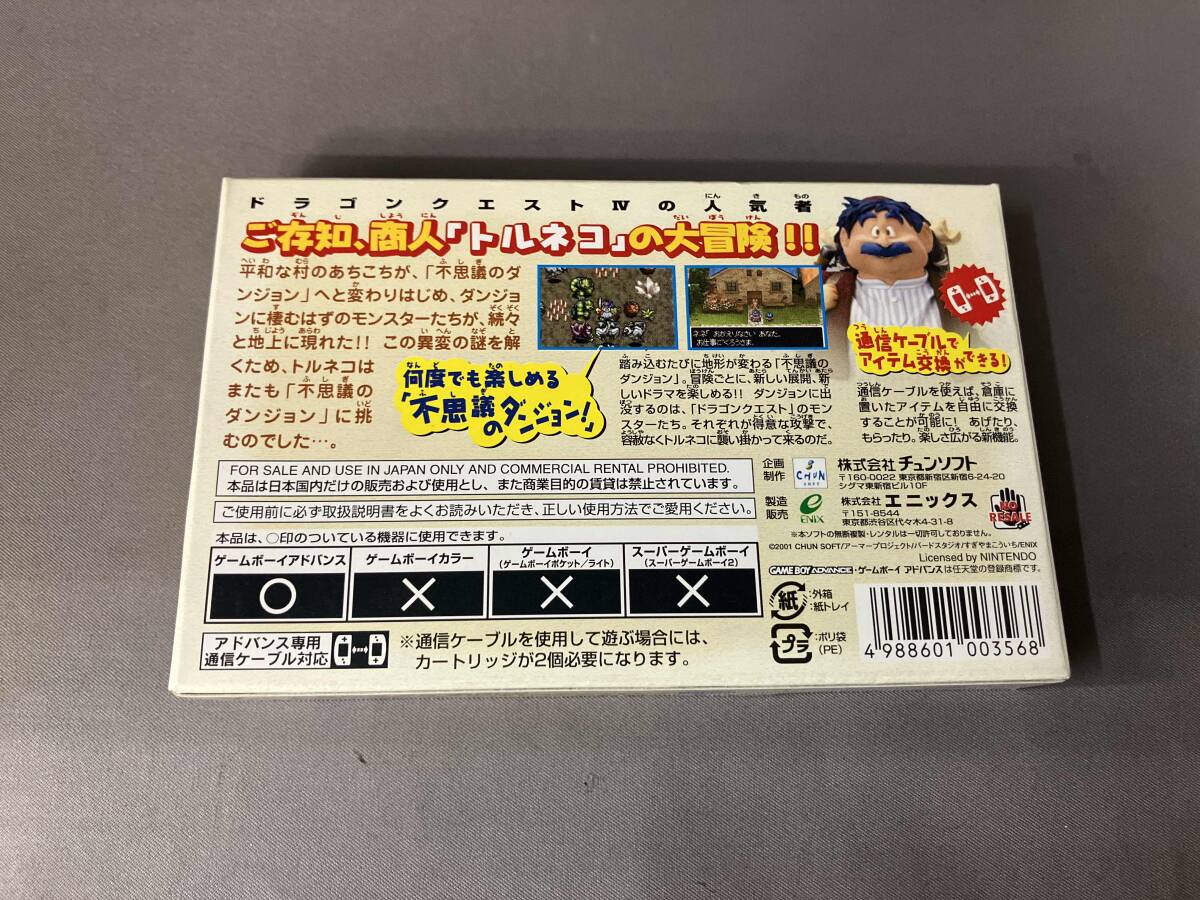 ドラゴンクエストIVの人気者
ご存知、商人「トルネコ」の大冒険!!
平和な村のあちこちが、「不思議のダ
ンジョン」へと変わりはじめ、ダンジョ
ンに棲むはずのモンスターたちが、続々
と地上に現れた!! この異変の謎を解
くため、トルネコは
またも「不思議の
ダンジョン」に挑
むのでした…。
何度でも楽しめる
「不思議のダンジョン!」
ネネ「おかえりなさい あなた。
お仕事ごくろうさま。
踏み込むたびに地形が変わる「不思議の
ダンジョン」。冒険ごとに、新しい展開、新
しいドラマを楽しめる!! ダンジョンに出
没するのは、「ドラゴンクエスト」のモン
スターたち。それぞれが得意な攻撃で、
容赦なくトルネコに襲い掛かって来るのだ。
通信ケーブルで
アイテム交換ができる!
通信ケーブルを使えば、倉庫に
置いたアイテムを自由に交換
することが可能に! あげたり、
もらったり。楽しさ広がる新機能。
FOR SALE AND USE IN JAPAN ONLY AND COMMERCIAL RENTAL PROHIBITED.
本品は日本国内だけの販売および使用とし、また商業目的の賃貸は禁止されています。
ご使用前に必ず取扱説明書をよくお読みいただき、正しい使用方法でご愛用ください。
企画
制作
CHUN
SOFT
株式会社 チュンソフト
〒160-0022 東京都新宿区新宿6-24-20
シグマ東新宿ビル10F
製造
販売
ENIX
株式会社 エニックス
〒151-8544
東京都渋谷区代々木4-31-8
NO
RESALE
※本ソフトの無断複製・レンタルは一切許可しておりません。
©2001 CHUN SOFT/アーマープロジェクト/バードスタジオ/すぎやまこういち/ENIX
Licensed by NINTENDO
GAME BOY ADVANCE・ゲームボーイ アドバンスは任天堂の登録商標です。
本品は、○印のついている機器に使用できます。
ゲームボーイアドバンス
ゲームボーイカラー
ゲームボーイ
(ゲームボーイポケット/ライト)
スーパーゲームボーイ
(スーパーゲームボーイ2)
○
×
×
×
アドバンス専用
通信ケーブル対応
※通信ケーブルを使用して遊ぶ場合には、
カートリッジが2個必要になります。
紙
:外箱
:紙トレイ
プラ
:ポリ袋
(PE)
4 988601 003568